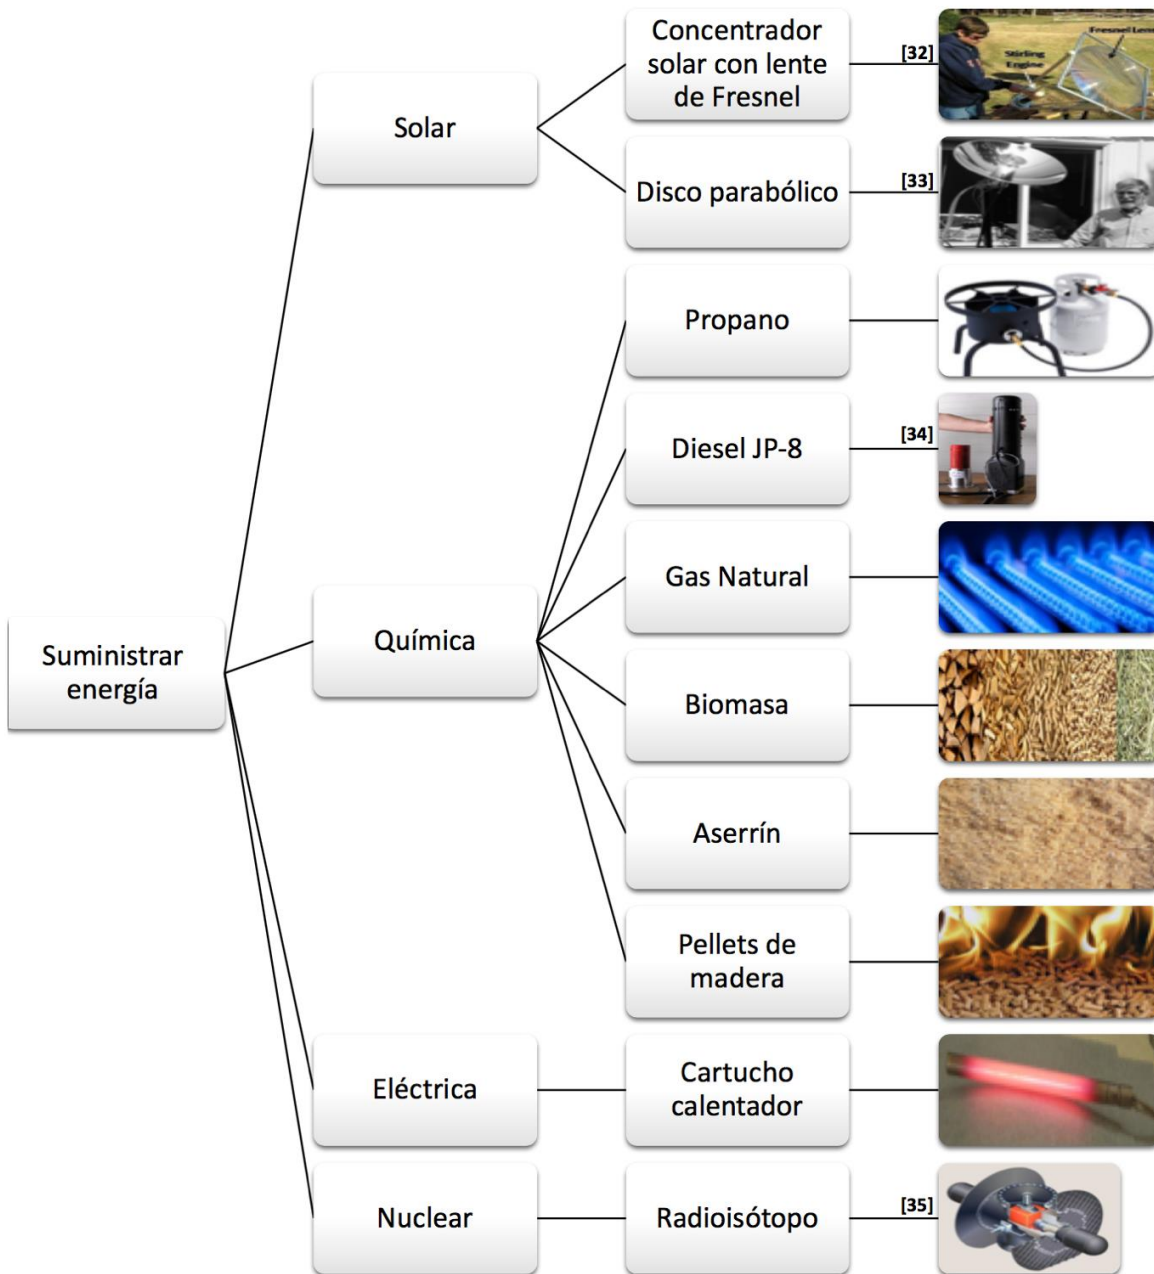 Concentrador
solar con lente
de Fresnel
[32]
Fresnel Lens
Stirling
Engine
Solar
Disco parabólico
[33]
Propano
Diesel JP-8
[34]
Gas Natural
Suministrar
energía
Química
Biomasa
Aserrín
Pellets de
madera
Eléctrica
Cartucho
calentador
Nuclear
Radioisótopo
[35]